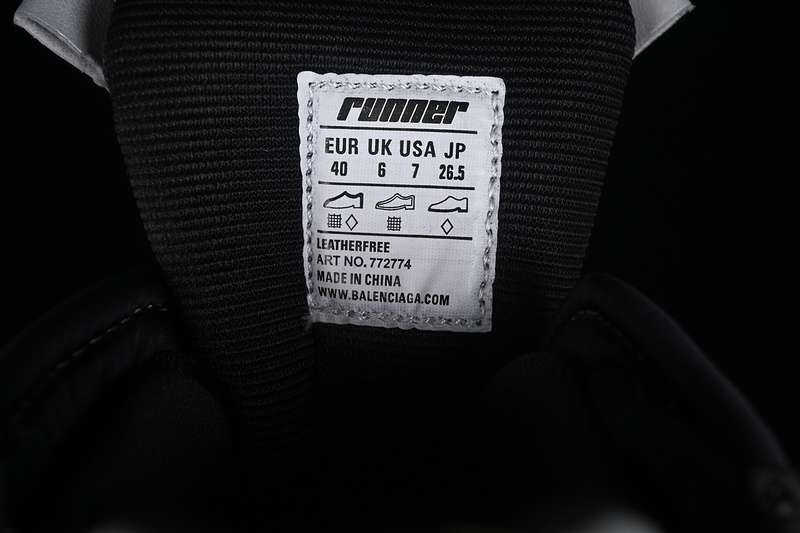 runner
EUR UK USA JP
40 6 7 26.5
LEATHERFREE
ART NO. 772774
MADE IN CHINA
WWW.BALENCIAGA.COM